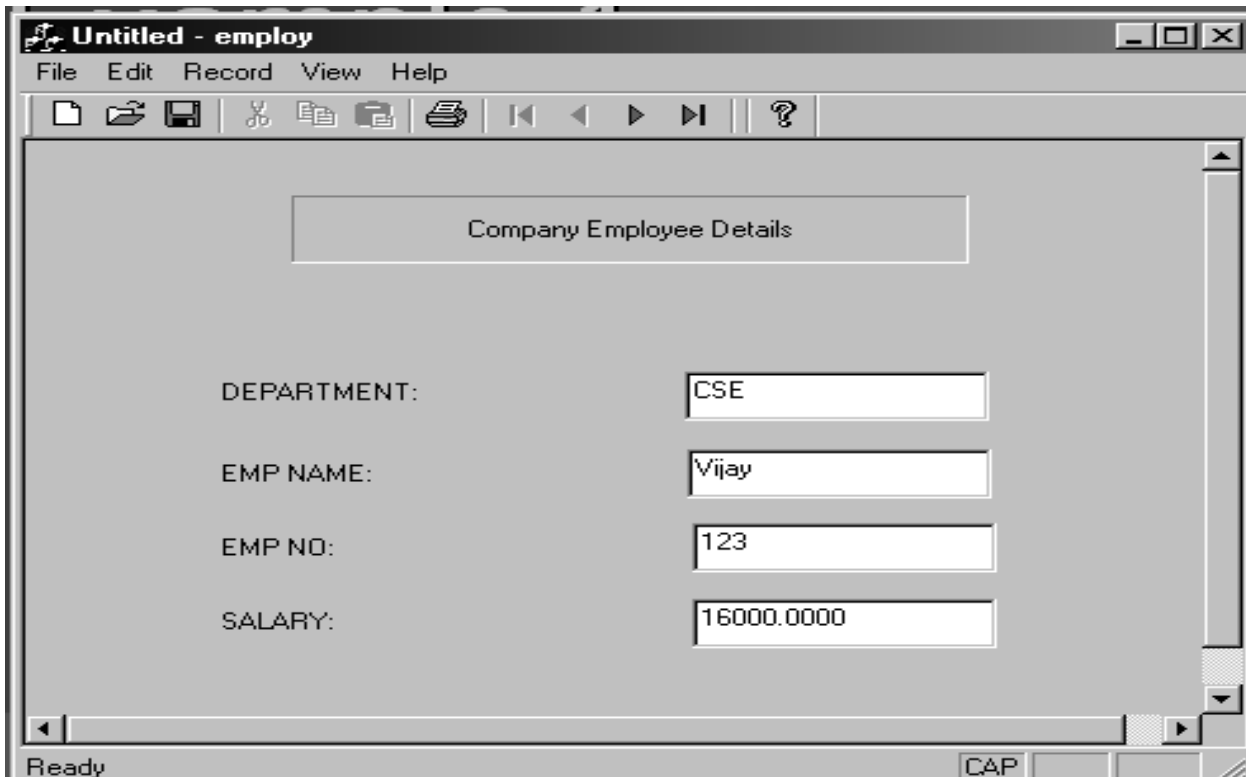 Untitled - employ
File Edit Record View Help
Company Employee Details
DEPARTMENT: CSE
EMP NAME: Vijay
EMP NO: 123
SALARY: 16000.0000
Ready CAP